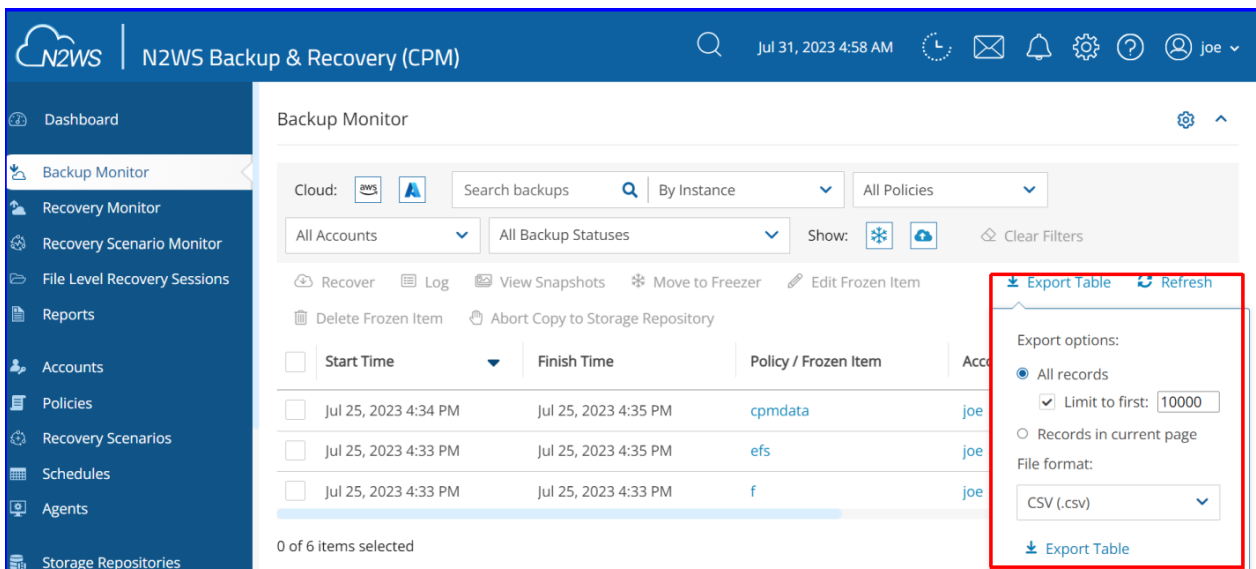 N2WS
N2WS Backup & Recovery (CPM)
Jul 31, 2023 4:58 AM
joe
Dashboard
Backup Monitor
Recovery Monitor
Recovery Scenario Monitor
File Level Recovery Sessions
Reports
Accounts
Policies
Recovery Scenarios
Schedules
Agents
Storage Repositories
Backup Monitor
Cloud: aws Search backups By Instance All Policies
All Accounts All Backup Statuses Show: Clear Filters
Recover Log View Snapshots Move to Freezer Edit Frozen Item Export Table Refresh
Delete Frozen Item Abort Copy to Storage Repository
Start Time Finish Time Policy / Frozen Item Acco
Jul 25, 2023 4:34 PM Jul 25, 2023 4:35 PM cpmdata joe
Jul 25, 2023 4:33 PM Jul 25, 2023 4:35 PM efs joe
Jul 25, 2023 4:33 PM Jul 25, 2023 4:33 PM f joe
0 of 6 items selected
Export options:
All records
Limit to first: 10000
Records in current page
File format:
CSV (.csv)
Export Table